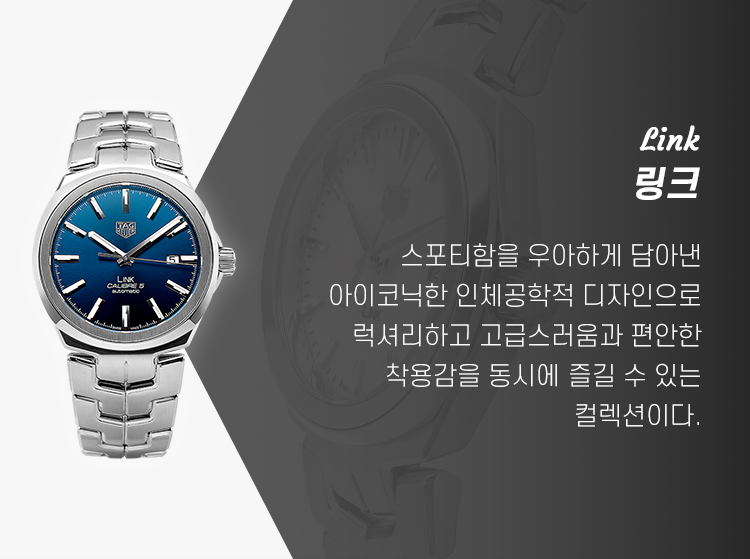 Link
링크
스포티함을 우아하게 담아낸
아이코닉한 인체공학적 디자인으로
럭셔리하고 고급스러움과 편안한
착용감을 동시에 즐길 수 있는
컬렉션이다.
TAG
HEUER
LINK
CALIBRE 5
automatic